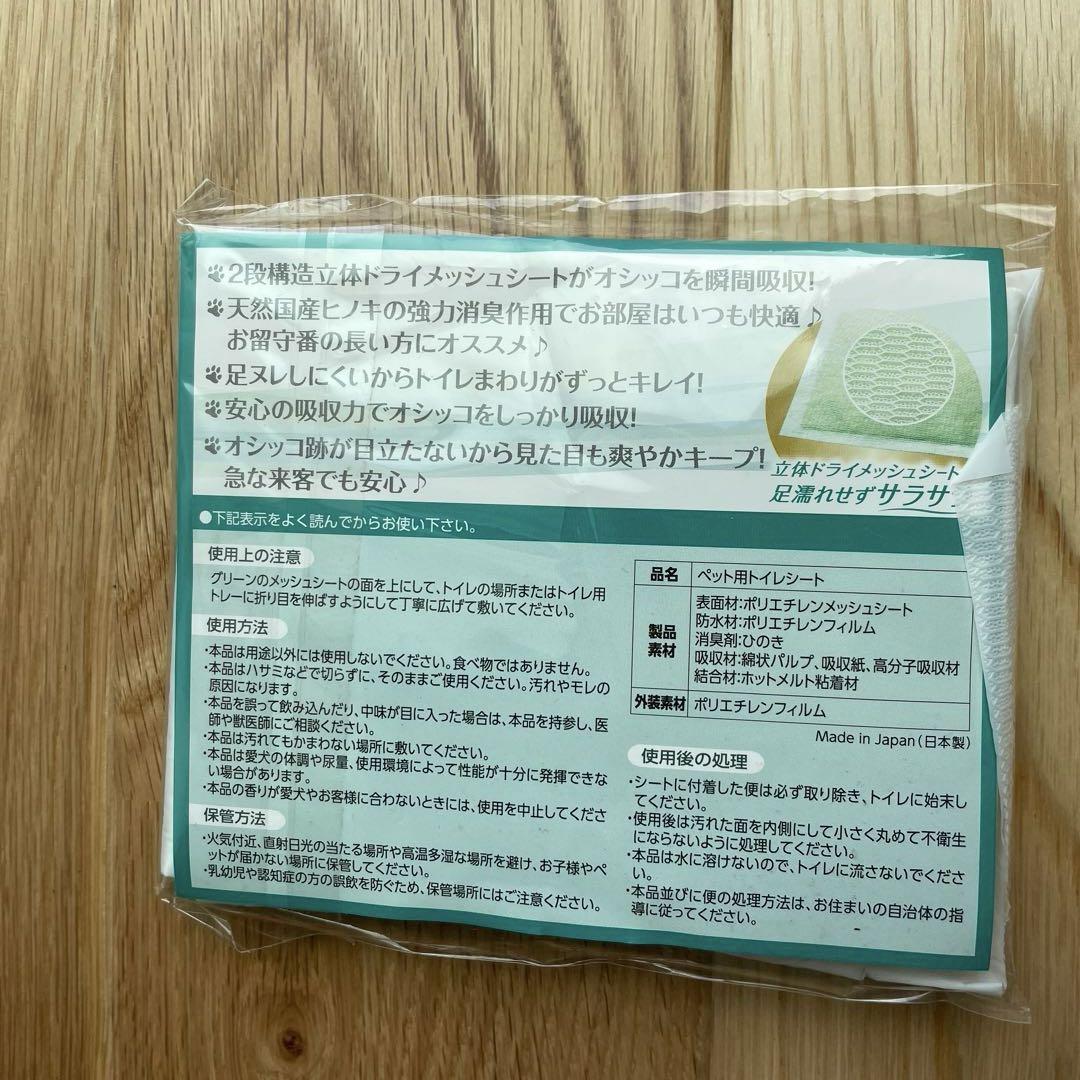 2段構造立体ドライメッシュシートがオシッコを瞬間吸収!
天然国産ヒノキの強力消臭作用でお部屋はいつも快適♪
お留守番の長い方にオススメ♪
足ヌレしにくいからトイレまわりがずっとキレイ!
安心の吸収力でオシッコをしっかり吸収!
オシッコ跡が目立たないから見た目も爽やかキープ!
急な来客でも安心♪
立体ドライメッシュシート
足濡れせずサラサラ
●下記表示をよく読んでからお使い下さい。
使用上の注意
グリーンのメッシュシートの面を上にして、トイレの場所またはトイレ用
トレーに折り目を伸ばすようにして丁寧に広げて敷いてください。
使用方法
・本品は用途以外には使用しないでください。食べ物ではありません。
・本品はハサミなどで切らずに、そのままご使用ください。汚れやモレの
原因になります。
・本品を誤って飲み込んだり、中味が目に入った場合は、本品を持参し、医
師や獣医師にご相談ください。
・本品は汚れてもかまわない場所に敷いてください。
・本品は愛犬の体調や尿量、使用環境によって性能が十分に発揮できな
い場合があります。
・本品の香りが愛犬やお客様に合わないときには、使用を中止してくださ
保管方法
・火気付近、直射日光の当たる場所や高温多湿な場所を避け、お子様やペ
ットが届かない場所に保管してください。
・乳幼児や認知症の方の誤飲を防ぐため、保管場所にはご注意ください。
品名 ペット用トイレシート
製品素材
表面材:ポリエチレンメッシュシート
防水材:ポリエチレンフィルム
消臭剤:ひのき
吸収材:綿状パルプ、吸収紙、高分子吸収材
結合材:ホットメルト粘着材
外装素材 ポリエチレンフィルム
Made in Japan(日本製)
使用後の処理
・シートに付着した便は必ず取り除き、トイレに始末し
てください。
・使用後は汚れた面を内側にして小さく丸めて不衛生
にならないように処理してください。
・本品は水に溶けないので、トイレに流さないでくださ
い。
・本品並びに便の処理方法は、お住まいの自治体の指
導に従ってください。